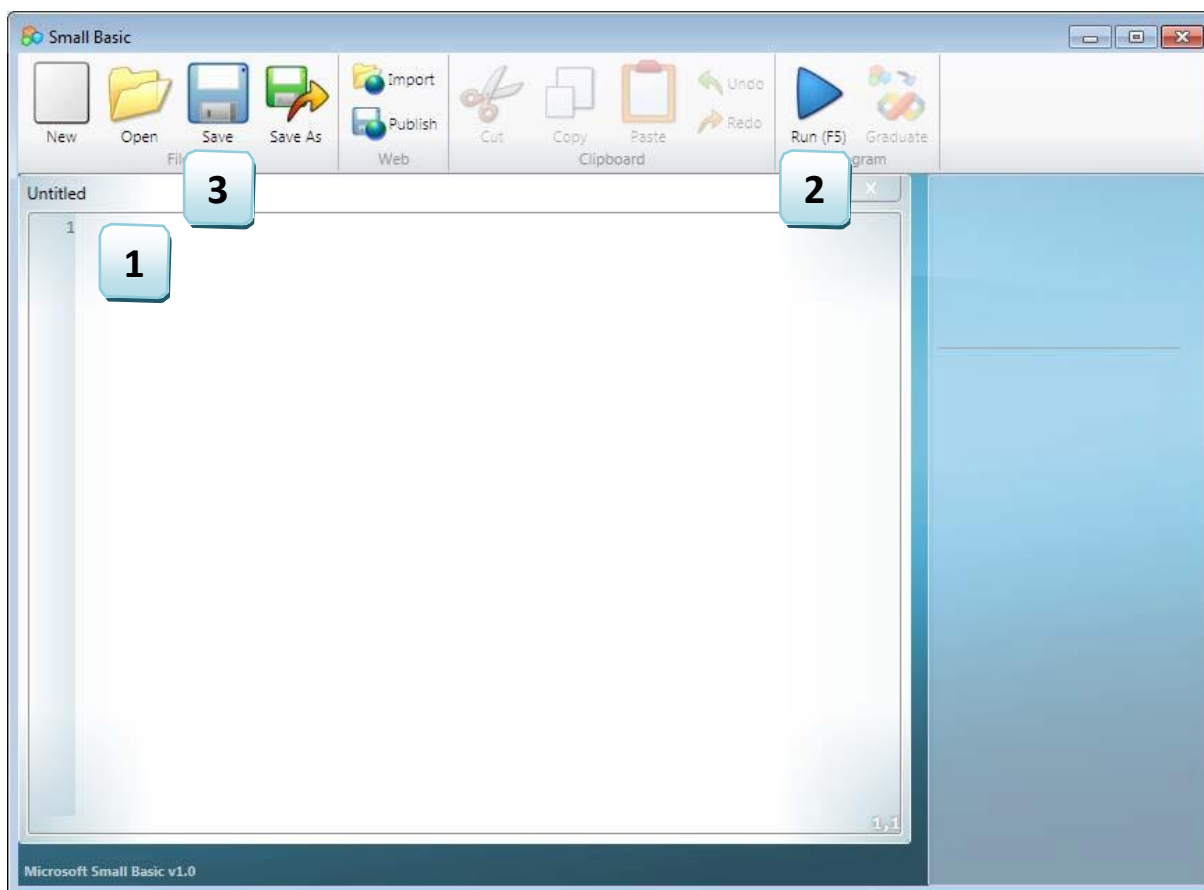 Small Basic
New Open Save Save As Import Publish Cut Copy Paste Undo Redo Run (F5) Graduate
Web Clipboard
Untitled X
3 2
1
1
1,1
Microsoft Small Basic v1.0